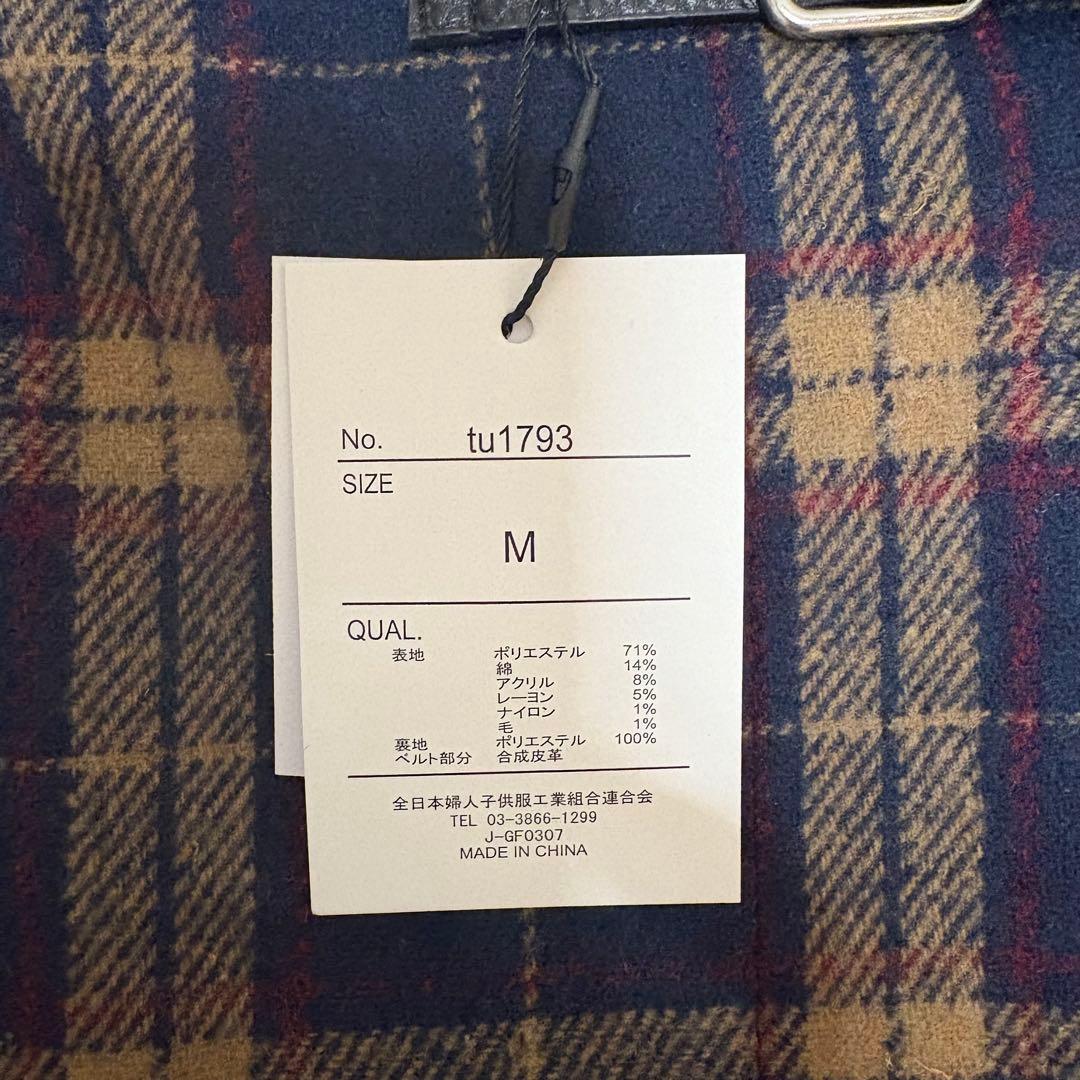 No. tu1793
SIZE
M
QUAL.
表地 ポリエステル 71%
綿 14%
アクリル 8%
レーヨン 5%
ナイロン 1%
毛 1%
裏地 ポリエステル 100%
ベルト部分 合成皮革
全日本婦人子供服工業組合連合会
TEL 03-3866-1299
J-GF0307
MADE IN CHINA